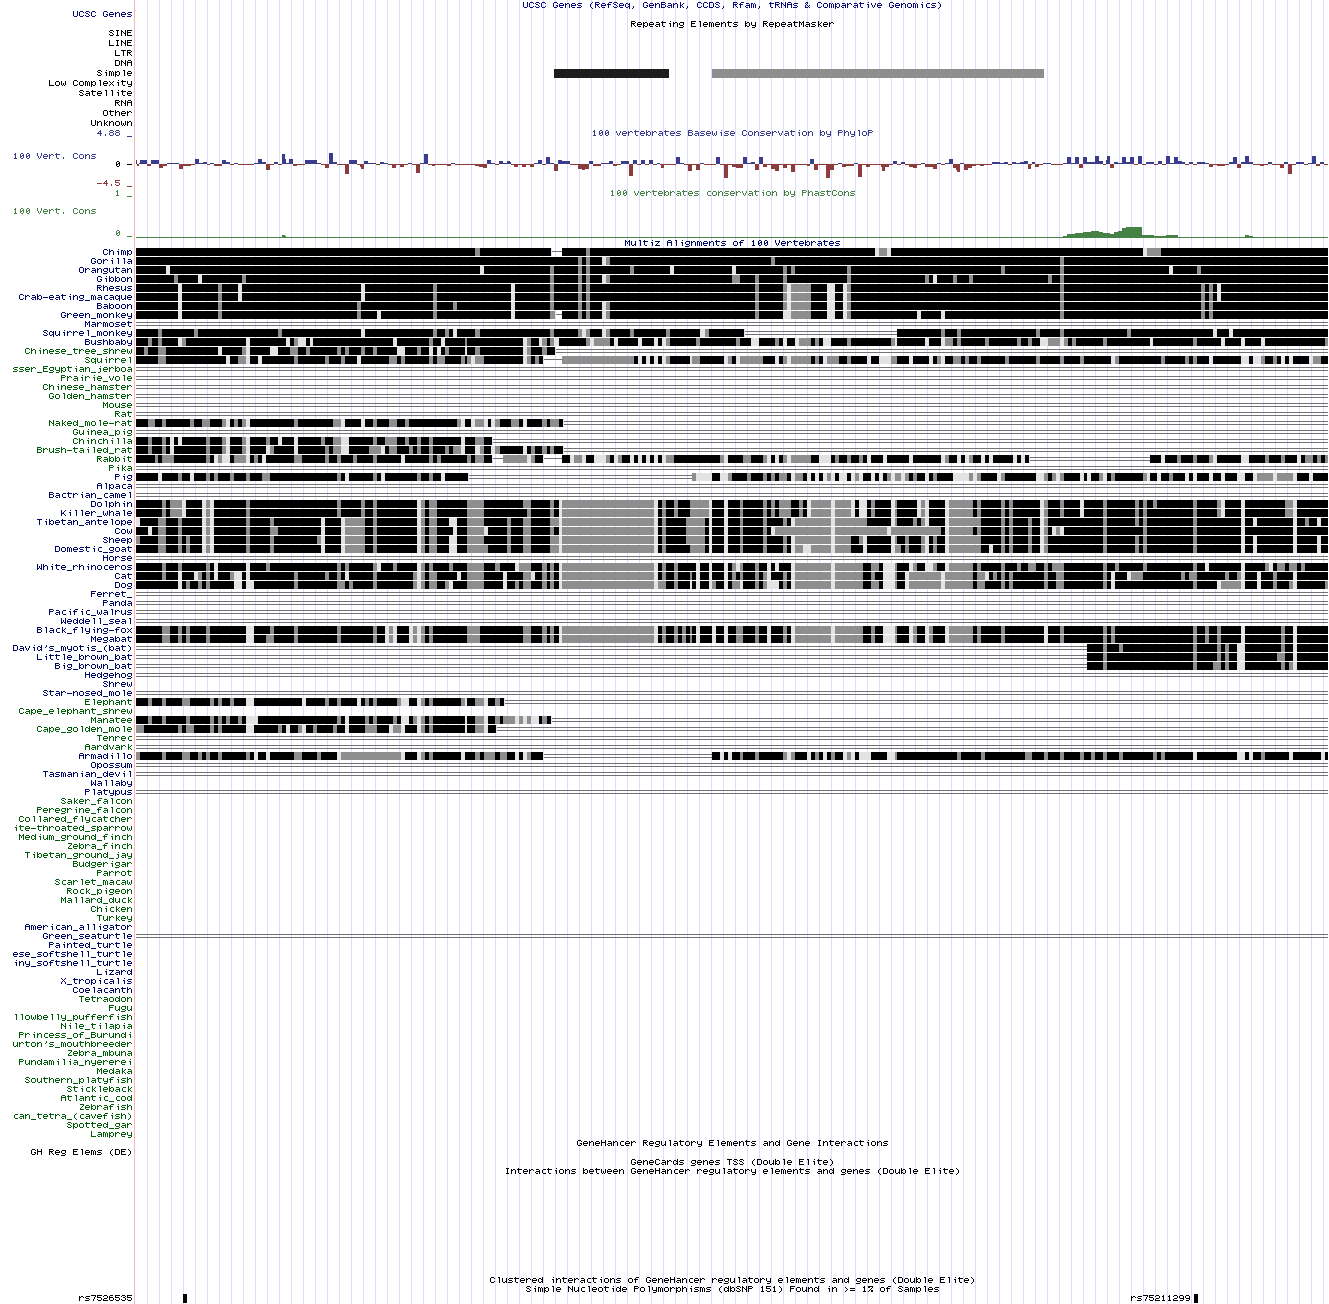 UCSC Genes (RefSeq, GenBank, CCDS, Rfam, tRNAs & Comparative Genomics)
UCSC Genes
Repeating Elements by RepeatMasker
SINE
LINE
LTR
DNA
Simple
Low Complexity
Satellite
RNA
Other
Unknown
4.88 _
100 vertebrates Basewise Conservation by PhyloP
100 Vert. Cons
0 _
-4.5 _
1 _
100 vertebrates conservation by PhastCons
100 Vert. Cons
0 _
Multiz Alignments of 100 Vertebrates
Chimp
Gorilla
Orangutan
Gibbon
Rhesus
Crab-eating_macaque
Baboon
Green_monkey
Marmoset
Squirrel_monkey
Bushbaby
Chinese_tree_shrew
Squirrel
sser_Egyptian_jerboa
Prairie_vole
Chinese_hamster
Golden_hamster
Mouse
Rat
Naked_mole-rat
Guinea_pig
Chinchilla
Brush-tailed_rat
Rabbit
Pika
Pig
Alpaca
Bactrian_camel
Dolphin
Killer_whale
Tibetan_antelope
Cow
Sheep
Domestic_goat
Horse
White_rhinoceros
Cat
Dog
Ferret_
Panda
Pacific_walrus
Weddell_seal
Black_flying-fox
Megabat
David's_myotis_(bat)
Little_brown_bat
Big_brown_bat
Hedgehog
Shrew
Star-nosed_mole
Elephant
Cape_elephant_shrew
Manatee
Cape_golden_mole
Tenrec
Aardvark
Armadillo
Opossum
Tasmanian_devil
Wallaby
Platypus
Saker_falcon
Peregrine_falcon
Collared_flycatcher
ite-throated_sparrow
Medium_ground_finch
Zebra_finch
Tibetan_ground_jay
Budgerigar
Parrot
Scarlet_macaw
Rock_pigeon
Mallard_duck
Chicken
Turkey
American_alligator
Green_seaturtle
Painted_turtle
ese_softshell_turtle
iny_softshell_turtle
Lizard
X_tropicalis
Coelacanth
Tetraodon
Fugu
llowbelly_pufferfish
Nile_tilapia
Princess_of_Burundi
urton's_mouthbreeder
Zebra_mbuna
Pundamilia_nyererei
Medaka
Southern_platyfish
Stickleback
Atlantic_cod
Zebrafish
can_tetra_(cavefish)
Spotted_gar
Lamprey
GeneHancer Regulatory Elements and Gene Interactions
GH Reg Elems (DE)
GeneCards genes TSS (Double Elite)
Interactions between GeneHancer regulatory elements and genes (Double Elite)
Clustered interactions of GeneHancer regulatory elements and genes (Double Elite)
Simple Nucleotide Polymorphisms (dbSNP 151) Found in >= 1% of Samples
rs7526535
rs75211299